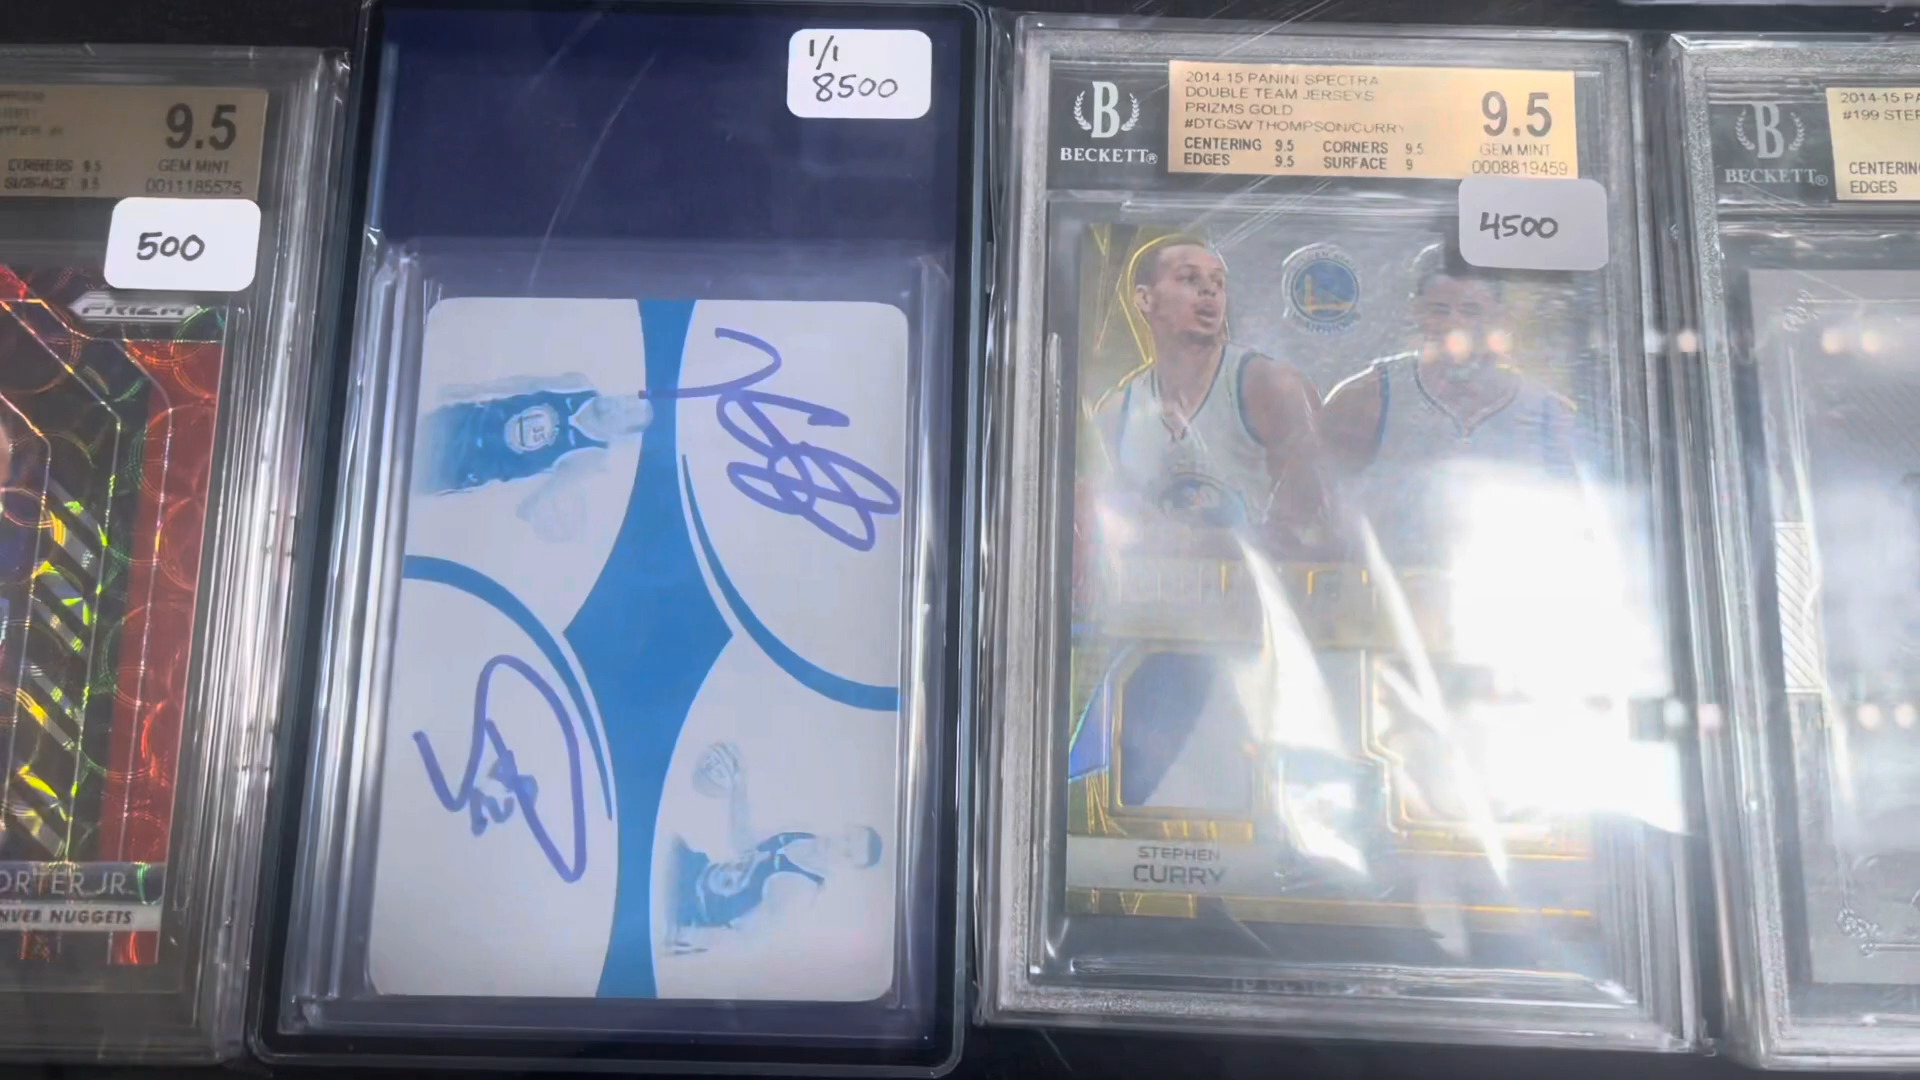 9.5
CORNERS 9.5
GEM MINT
SURFACE 9.5
0011185575
500
PRIZM
ORTER JR.
NVER NUGGETS
1/1
8500
35
B
BECKETT
2014-15 PANINI SPECTRA
DOUBLE TEAM JERSEYS
PRIZMS GOLD
#DTGSW THOMPSON/CURRY
CENTERING 9.5 CORNERS 9.5
EDGES 9.5 SURFACE 9
9.5
GEM MINT
0008819459
4500
STEPHEN
CURRY
B
BECKETT
2014-15 PA
#199 STEP
CENTERING
EDGES